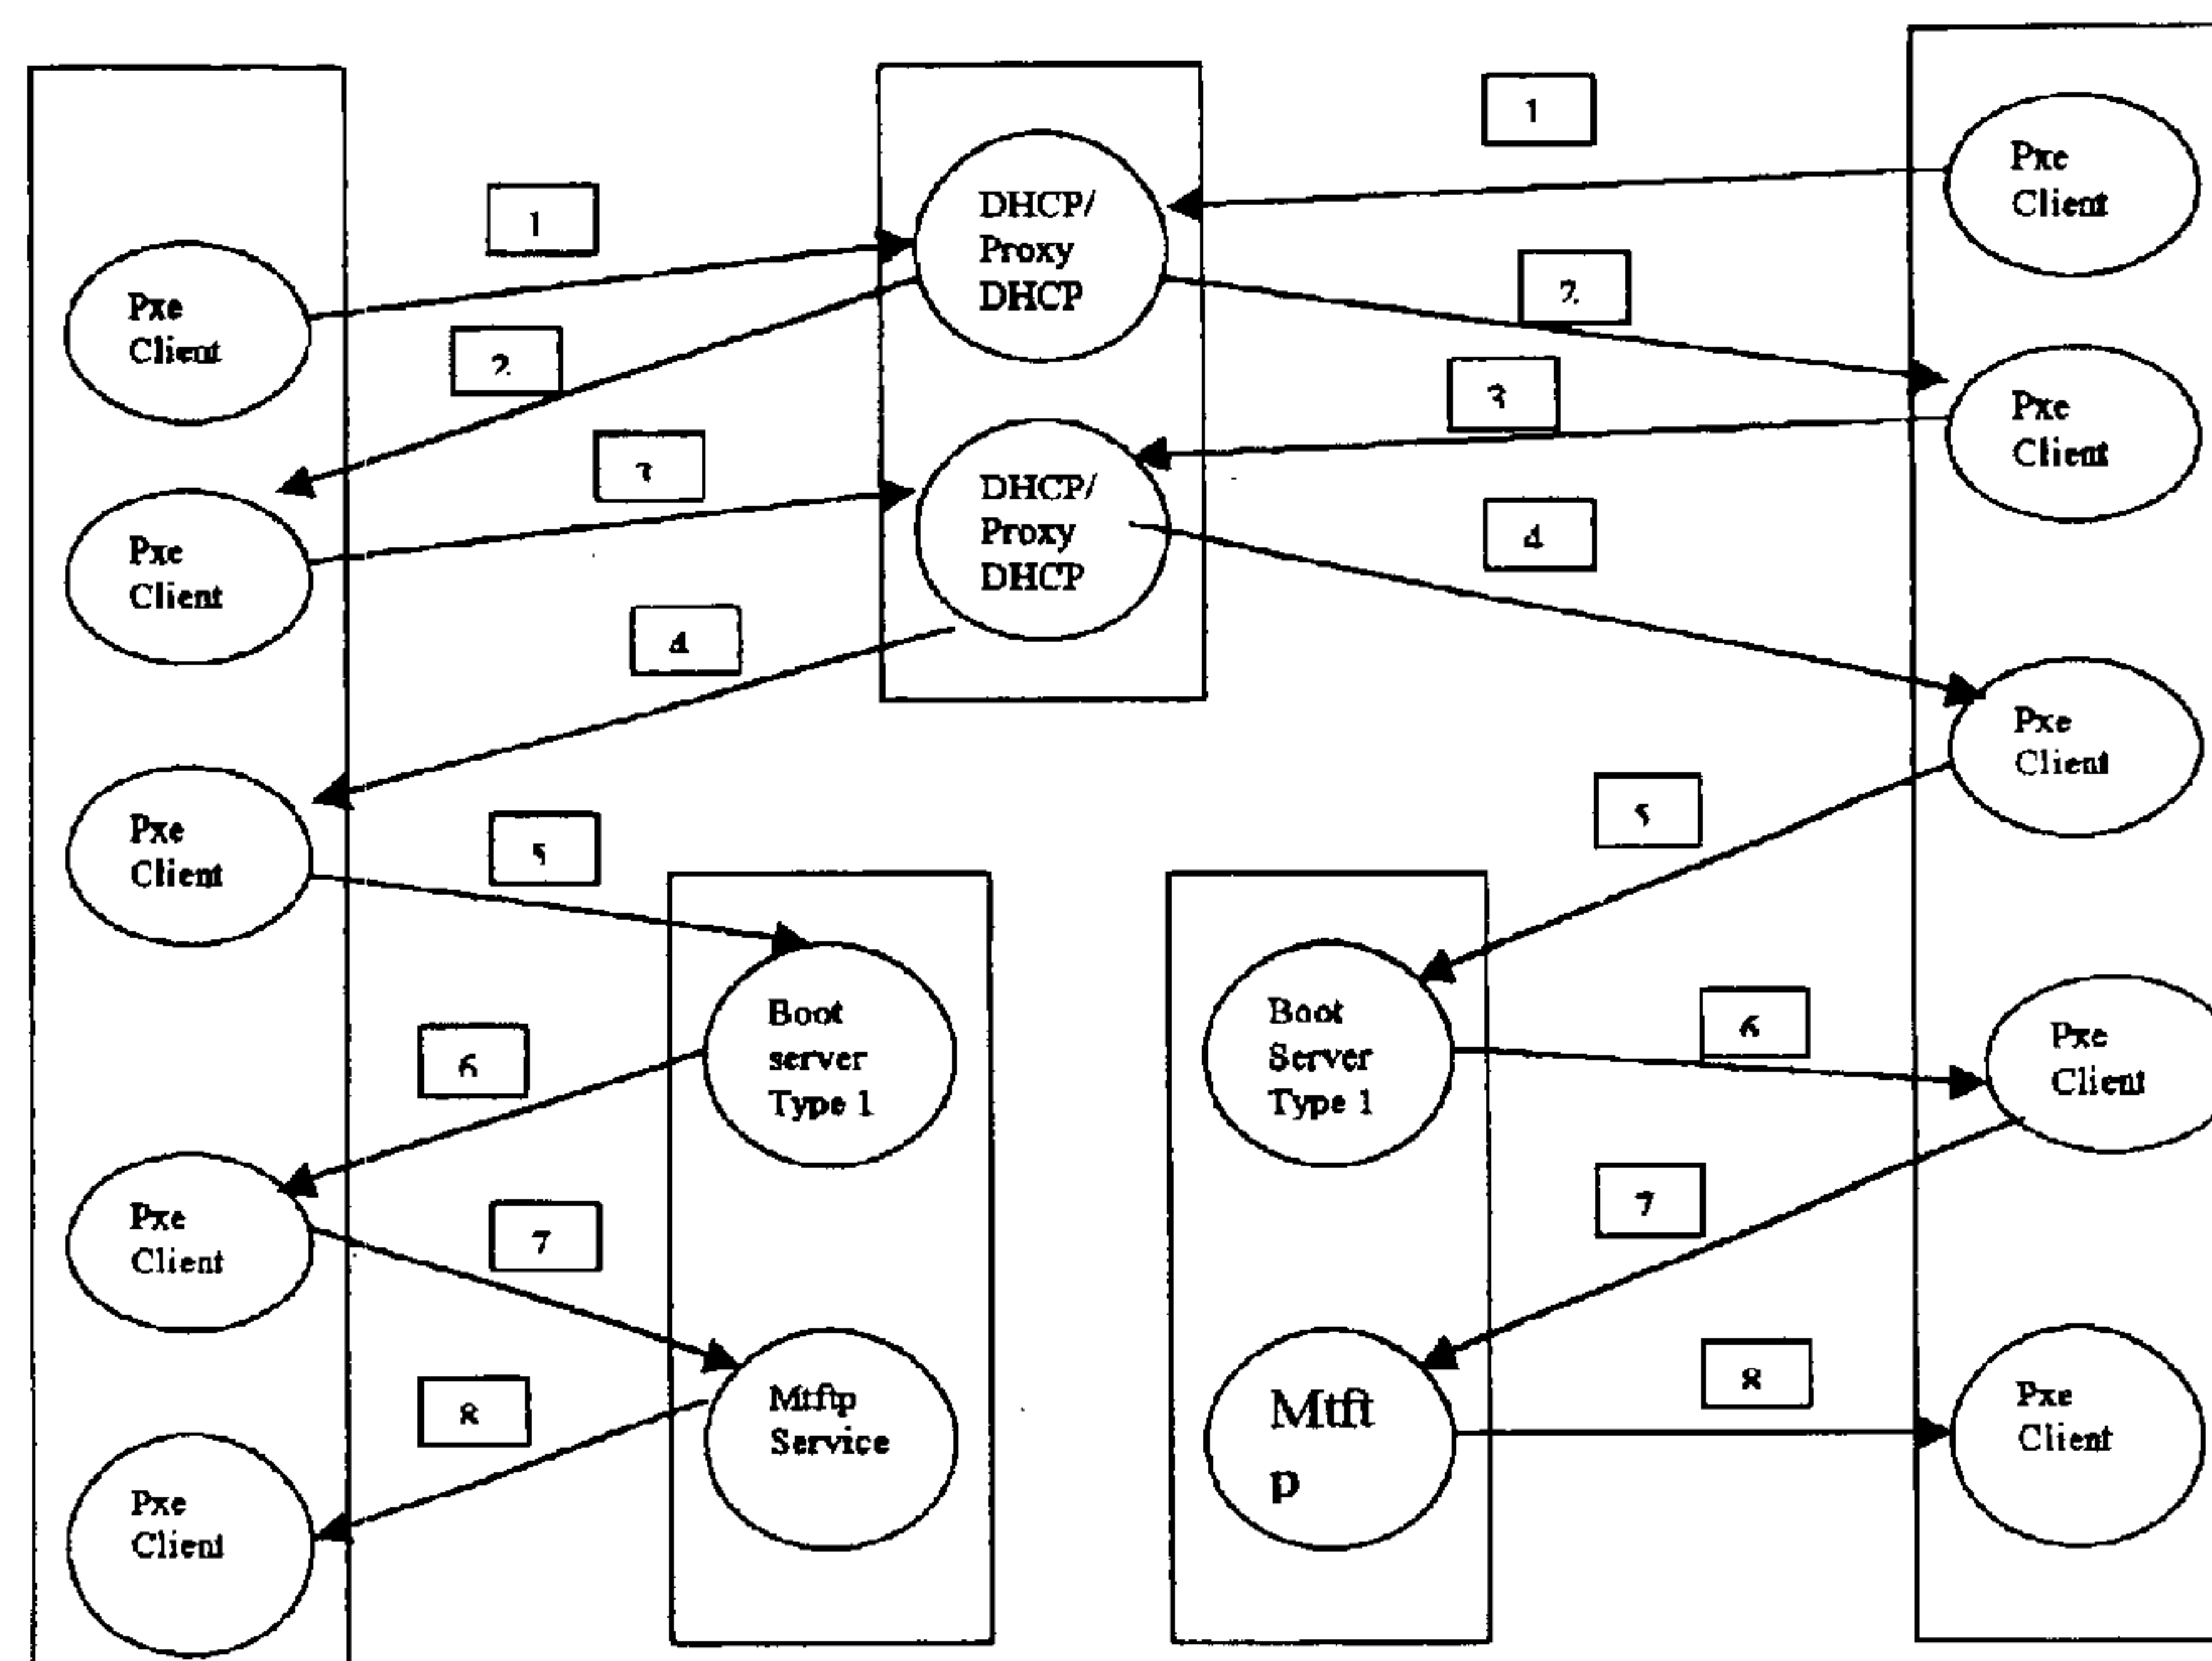 1
Pxe
Client
DHCP/
Proxy
DHCP
1
Pxe
Client
2
2
3
Pxe
Client
3
DHCP/
Proxy
DHCP
4
Pxe
Client
4
Pxe
Client
5
5
Pxe
Client
Boot
server
Type 1
Boot
Server
Type 1
6
Pxe
Client
6
7
Pxe
Client
7
Mtftp
Service
Mtft
p
8
Pxe
Client
8
Pxe
Client